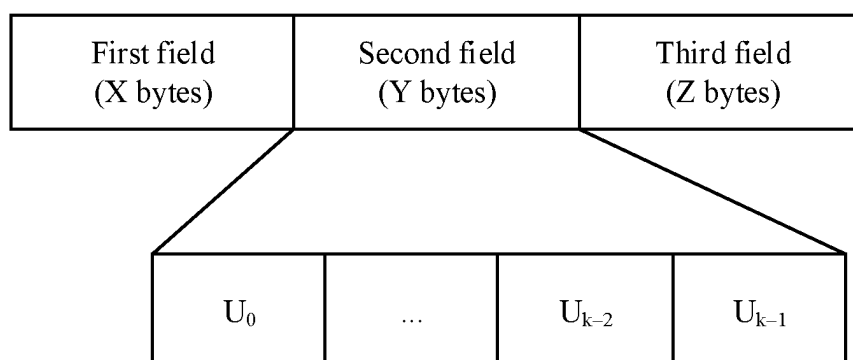 First field
(X bytes)
Second field
(Y bytes)
Third field
(Z bytes)
U₀
...
Uₖ₋₂
Uₖ₋₁